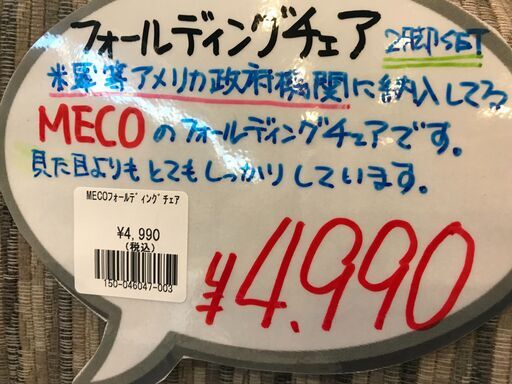 フォールディングチェア 2脚SET
米軍等アメリカ政府機関に納入してる
MECOのフォールディングチェアです。
見た目よりもとてもしっかりしています。
MECOフォールディングチェア
¥4,990
(税込)
150-046047-003
¥4,990